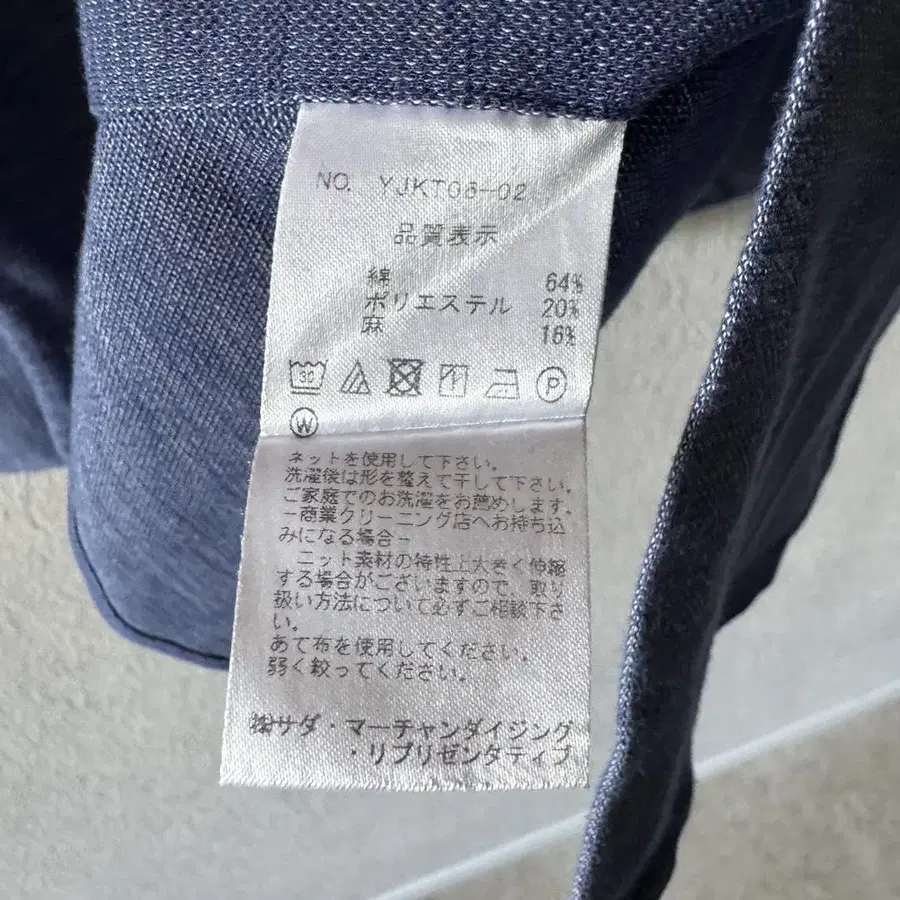 NO. YJKT06-02
品質表示
綿 64%
ポリエステル 20%
麻 16%
30
P
W
ネットを使用して下さい。
洗濯後は形を整えて干して下さい。
ご家庭でのお洗濯をお薦めします。
-商業クリーニング店へお持ち込
みになる場合-
ニット素材の特性上大きく伸縮
する場合がございますので、取り
扱い方法について必ずご相談下さ
い。
あて布を使用してください。
弱く絞ってください。
㈱サダ・マーチャンダイジング
・リプリゼンタティブ